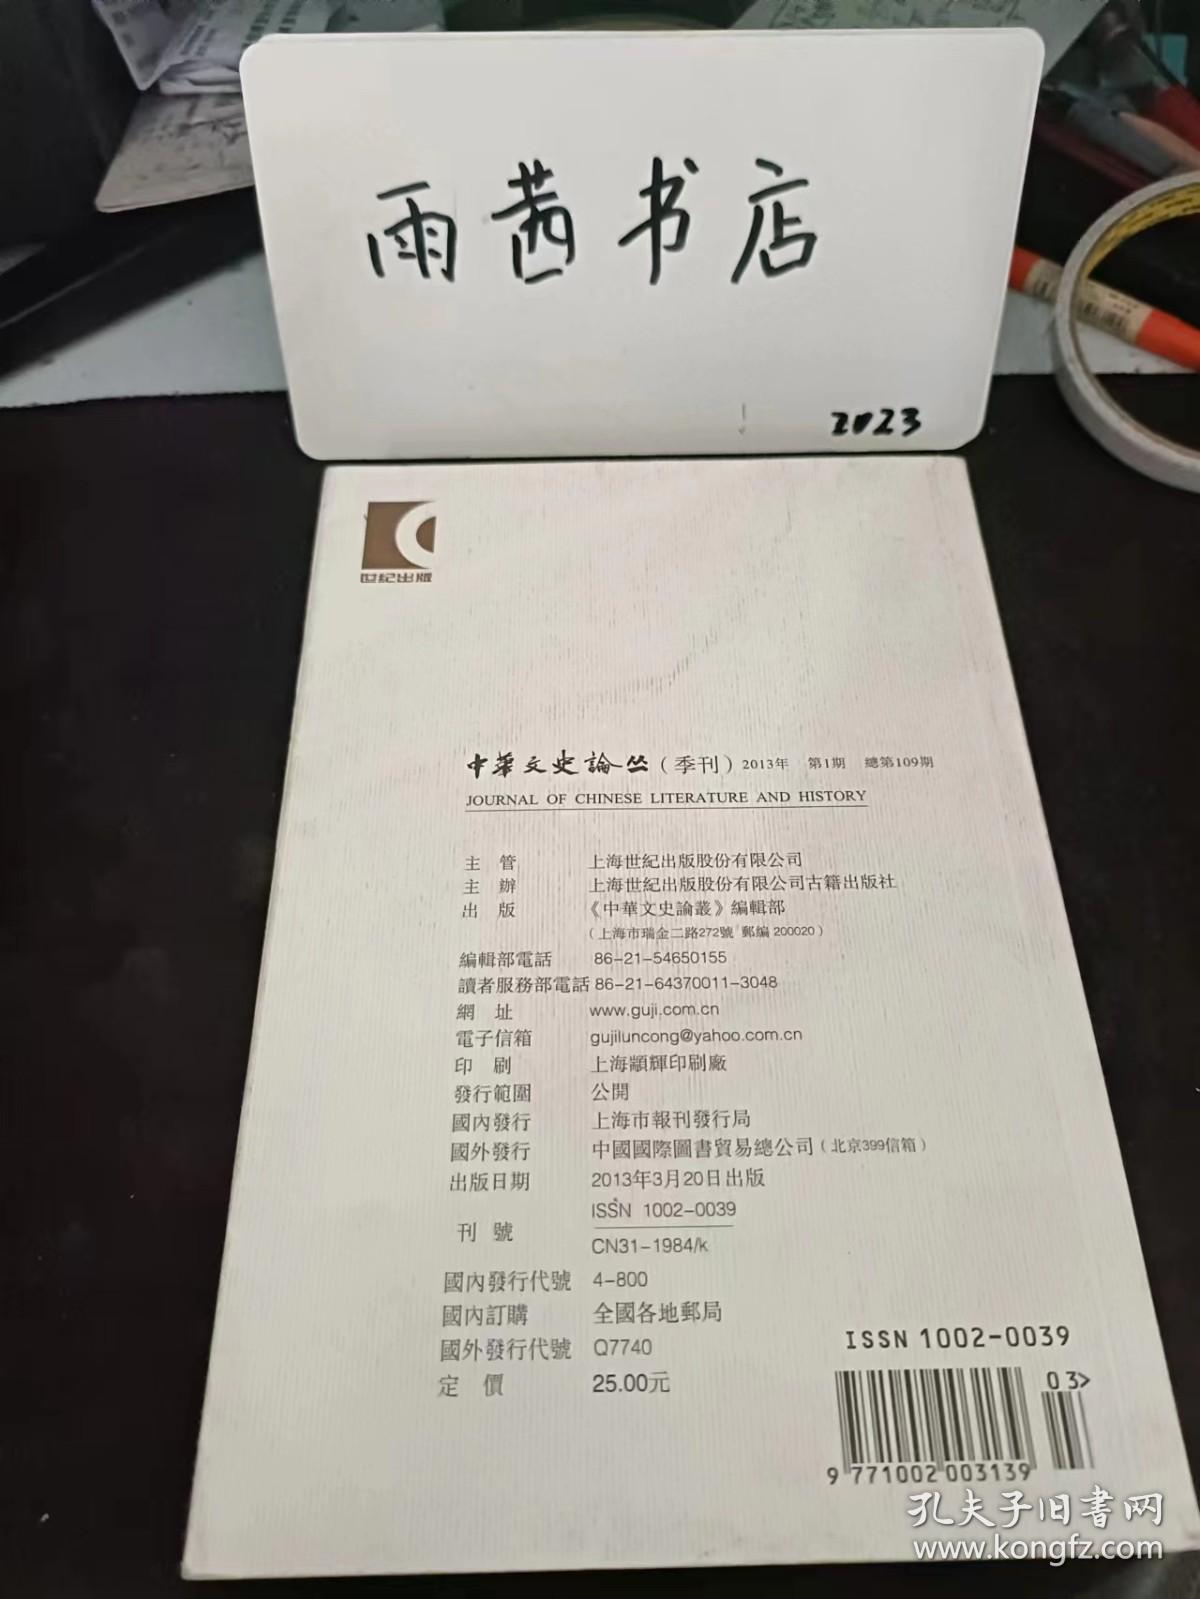 雨茜书店
2023
世纪出版
中華文史論丛(季刊) 2013年 第1期 總第109期
JOURNAL OF CHINESE LITERATURE AND HISTORY
主 管 上海世紀出版股份有限公司
主 辦 上海世紀出版股份有限公司古籍出版社
出 版 《中華文史論叢》編輯部
(上海市瑞金二路272號 郵編 200020)
編輯部電話 86-21-54650155
讀者服務部電話 86-21-64370011-3048
網 址 www.guji.com.cn
電子信箱 gujiluncong@yahoo.com.cn
印 刷 上海顓輝印刷廠
發行範圍 公開
國內發行 上海市報刊發行局
國外發行 中國國際圖書貿易總公司(北京399信箱)
出版日期 2013年3月20日出版
刊 號 ISSN 1002-0039
CN31-1984/k
國內發行代號 4-800
國內訂購 全國各地郵局
國外發行代號 Q7740
定 價 25.00元
ISSN 1002-0039
03>
9 771002 003139
孔夫子旧书网
www.kongfz.com